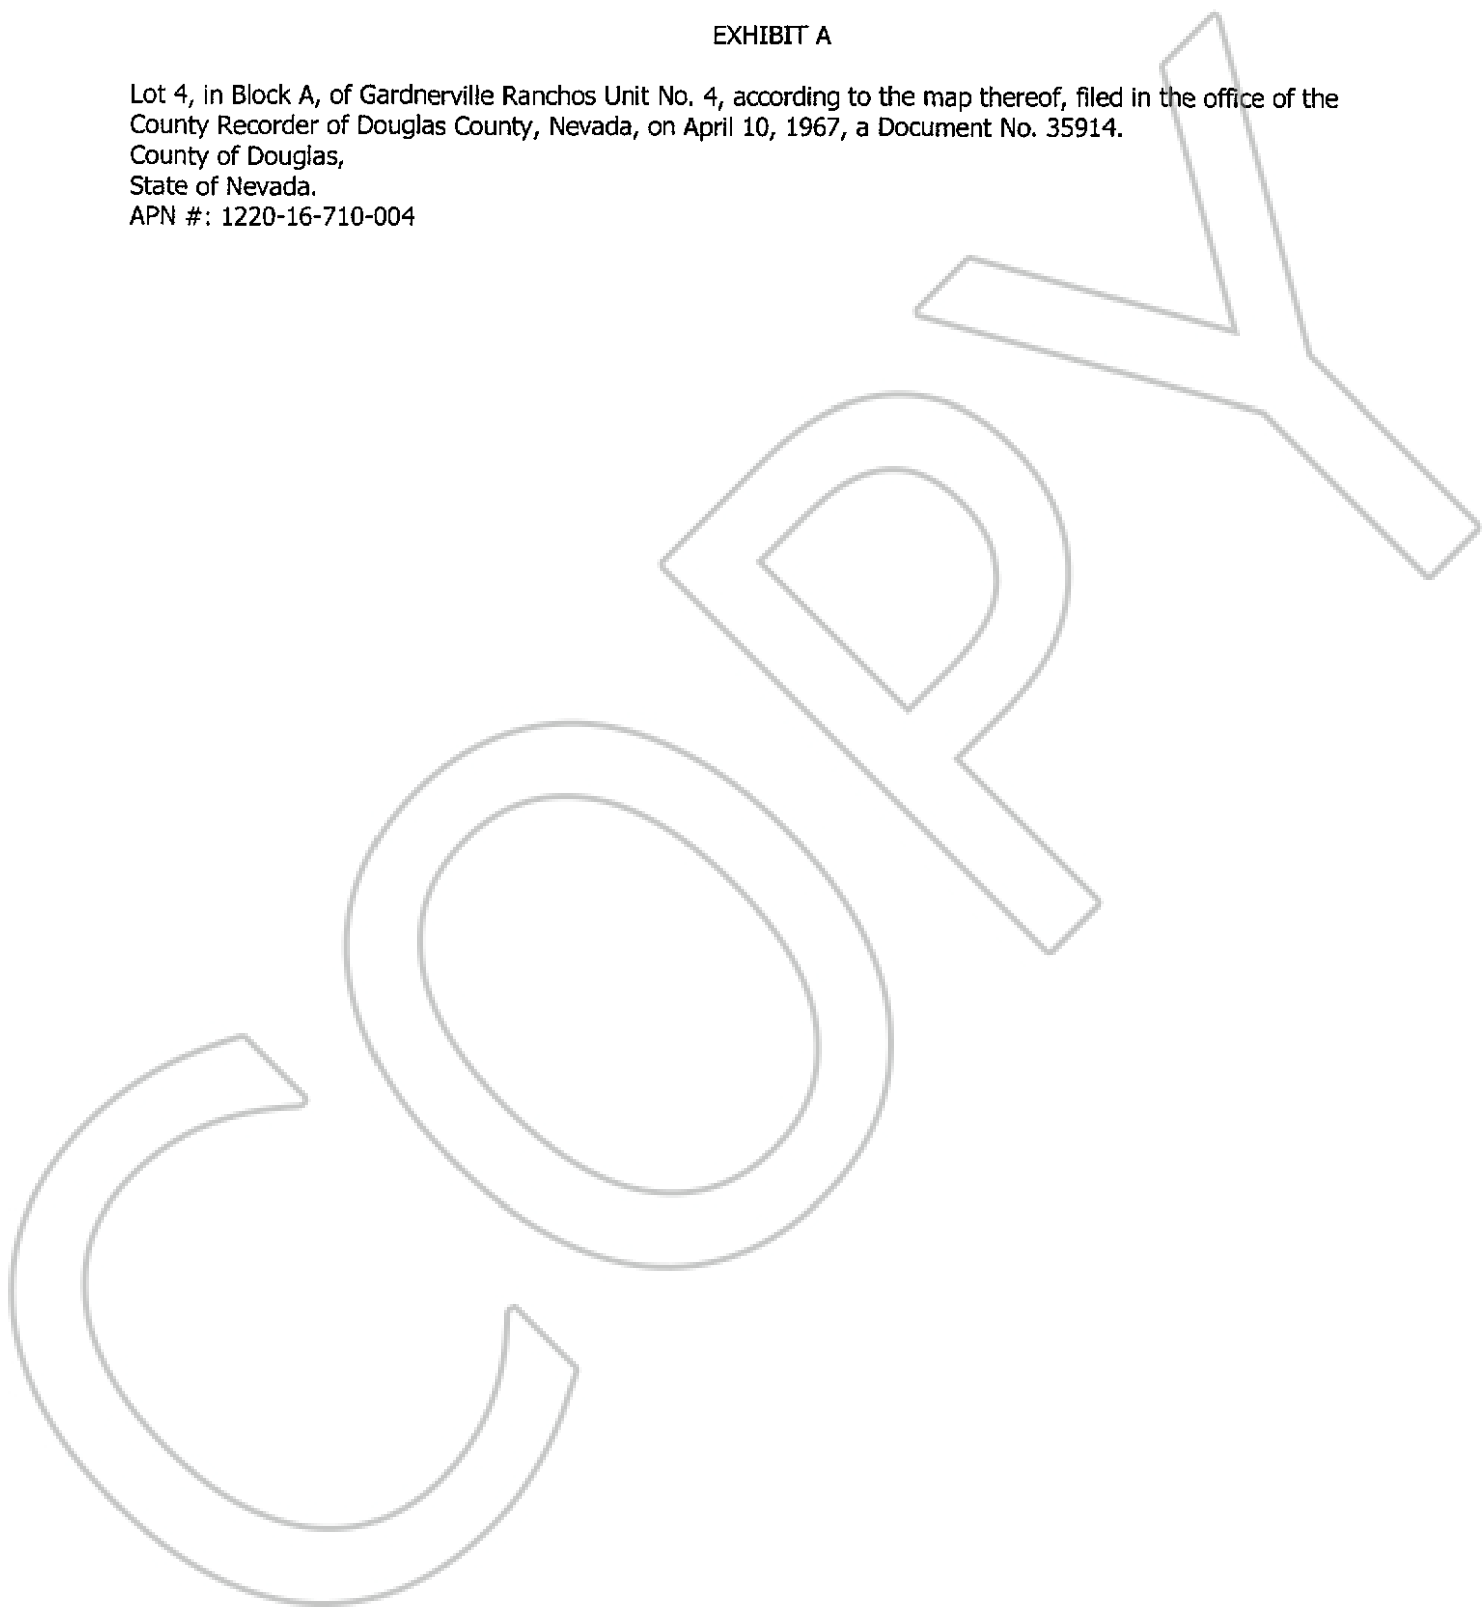 EXHIBIT A
Lot 4, in Block A, of Gardnerville Ranchos Unit No. 4, according to the map thereof, filed in the office of the
County Recorder of Douglas County, Nevada, on April 10, 1967, a Document No. 35914.
County of Douglas,
State of Nevada.
APN #: 1220-16-710-004
COPY